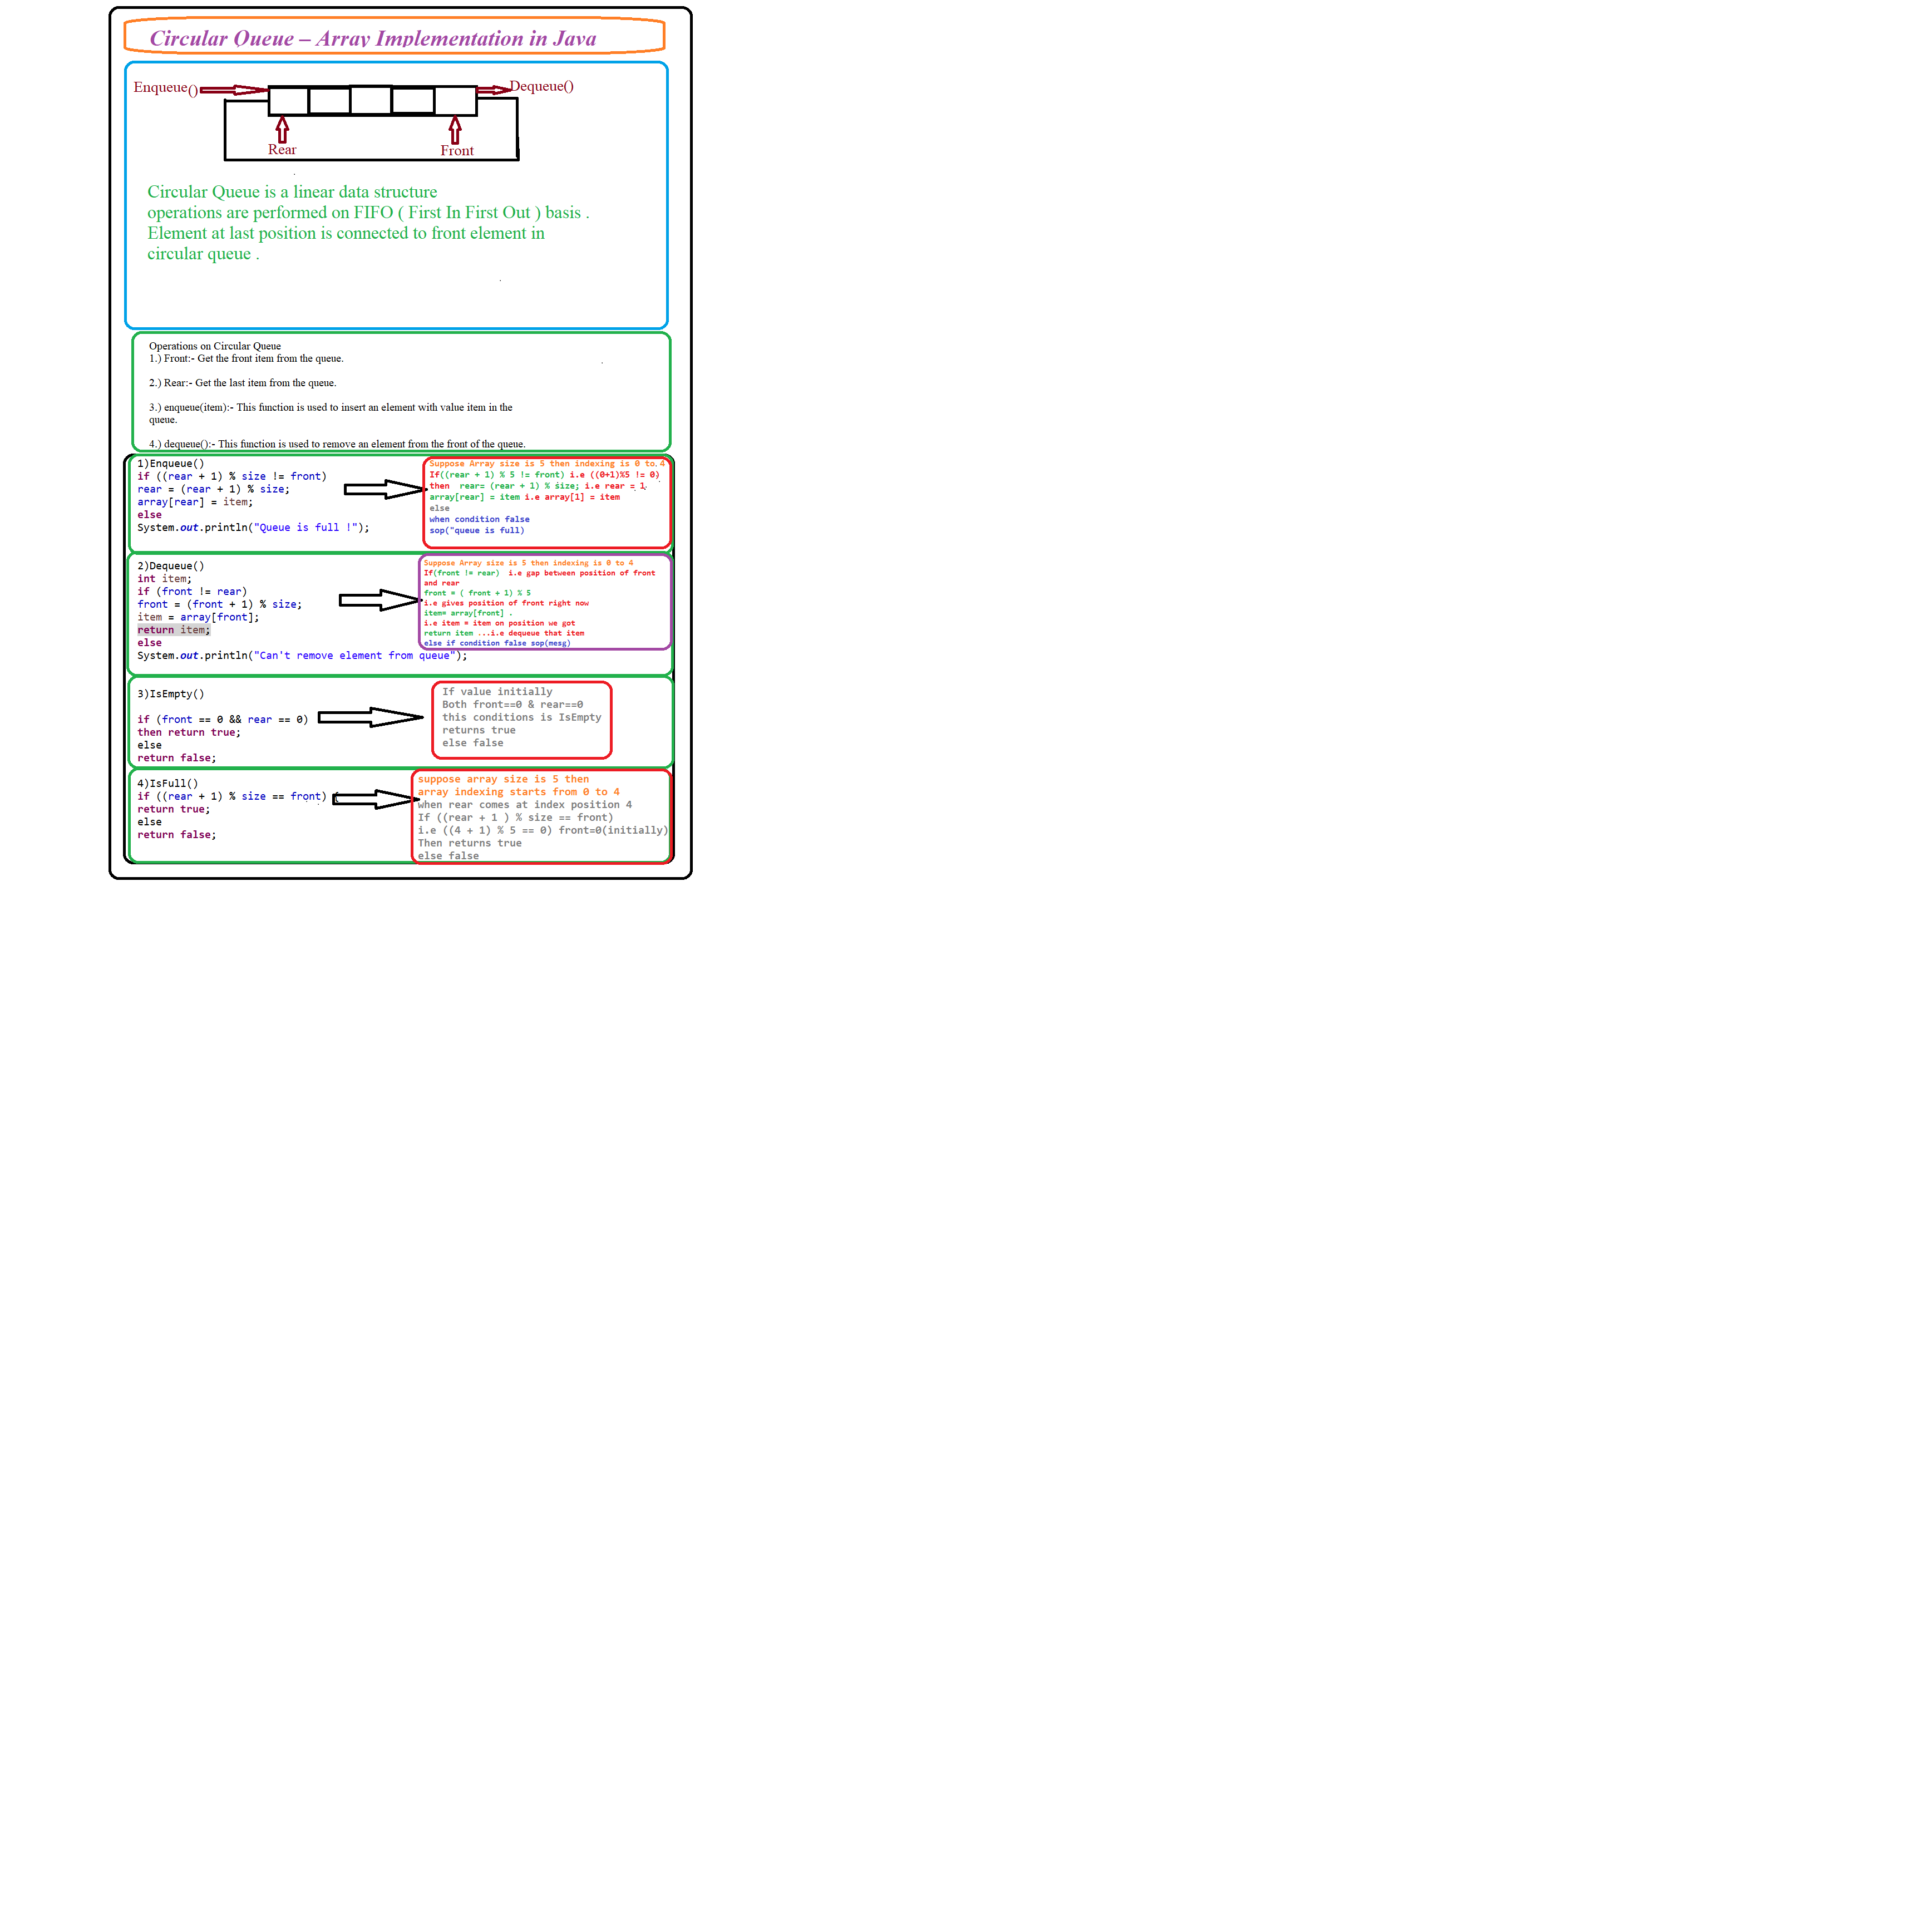 Circular Queue – Array Implementation in Java
Enqueue()
Dequeue()
Rear
Front
Circular Queue is a linear data structure
operations are performed on FIFO ( First In First Out ) basis .
Element at last position is connected to front element in
circular queue .
Operations on Circular Queue
1.) Front:- Get the front item from the queue.
2.) Rear:- Get the last item from the queue.
3.) enqueue(item):- This function is used to insert an element with value item in the
queue.
4.) dequeue():- This function is used to remove an element from the front of the queue.
1)Enqueue()
if ((rear + 1) % size != front)
rear = (rear + 1) % size;
array[rear] = item;
else
System.out.println("Queue is full !");
Suppose Array size is 5 then indexing is 0 to 4
If((rear + 1) % 5 != front) i.e ((0+1)%5 != 0)
then rear= (rear + 1) % size; i.e rear = 1
array[rear] = item i.e array[1] = item
else
when condition false
sop("queue is full)
2)Dequeue()
int item;
if (front != rear)
front = (front + 1) % size;
item = array[front];
return item;
else
System.out.println("Can't remove element from queue");
Suppose Array size is 5 then indexing is 0 to 4
If(front != rear) i.e gap between position of front
and rear
front = ( front + 1) % 5
i.e gives position of front right now
item= array[front] .
i.e item = item on position we got
return item ...i.e dequeue that item
else if condition false sop(mesg)
3)IsEmpty()
if (front == 0 && rear == 0)
then return true;
else
return false;
If value initially
Both front==0 & rear==0
this conditions is IsEmpty
returns true
else false
4)IsFull()
if ((rear + 1) % size == front) {
return true;
else
return false;
suppose array size is 5 then
array indexing starts from 0 to 4
when rear comes at index position 4
If ((rear + 1 ) % size == front)
i.e ((4 + 1) % 5 == 0) front=0(initially)
Then returns true
else false